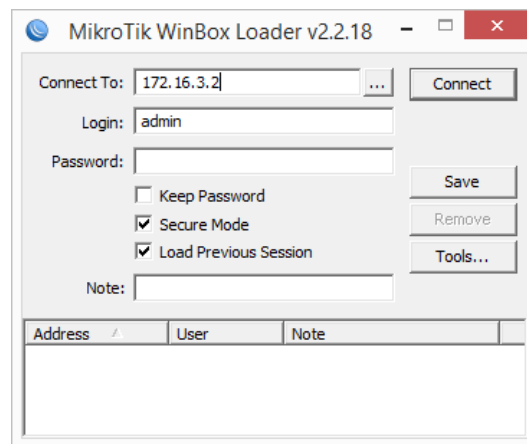 MikroTik WinBox Loader v2.2.18
Connect To: 172.16.3.2 ... Connect
Login: admin
Password:
Keep Password Save
Secure Mode Remove
Load Previous Session Tools...
Note:
Address User Note